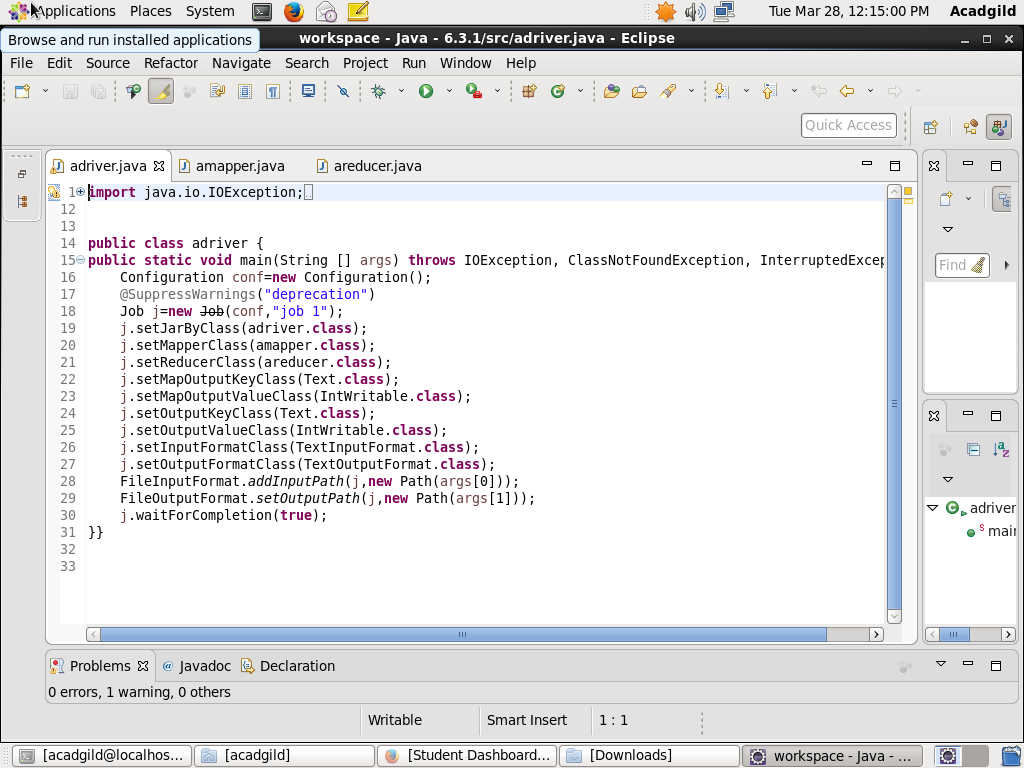 Applications Places System Tue Mar 28, 12:15:00 PM Acadgild
Browse and run installed applications
workspace - Java - 6.3.1/src/adriver.java - Eclipse
File Edit Source Refactor Navigate Search Project Run Window Help
Quick Access
adriver.java amapper.java areducer.java
1 import java.io.IOException;
12
13
14 public class adriver {
15 public static void main(String [] args) throws IOException, ClassNotFoundException, InterruptedExcep
16 Configuration conf=new Configuration();
17 @SuppressWarnings("deprecation")
18 Job j=new Job(conf,"job 1");
19 j.setJarByClass(adriver.class);
20 j.setMapperClass(amapper.class);
21 j.setReducerClass(areducer.class);
22 j.setMapOutputKeyClass(Text.class);
23 j.setMapOutputValueClass(IntWritable.class);
24 j.setOutputKeyClass(Text.class);
25 j.setOutputValueClass(IntWritable.class);
26 j.setInputFormatClass(TextInputFormat.class);
27 j.setOutputFormatClass(TextOutputFormat.class);
28 FileInputFormat.addInputPath(j,new Path(args[0]));
29 FileOutputFormat.setOutputPath(j,new Path(args[1]));
30 j.waitForCompletion(true);
31 }}
32
33
Find
adriver
S main
Problems @ Javadoc Declaration
0 errors, 1 warning, 0 others
Writable Smart Insert 1 : 1
[acadgild@localhos... [acadgild] [Student Dashboard... [Downloads] workspace - Java - ...